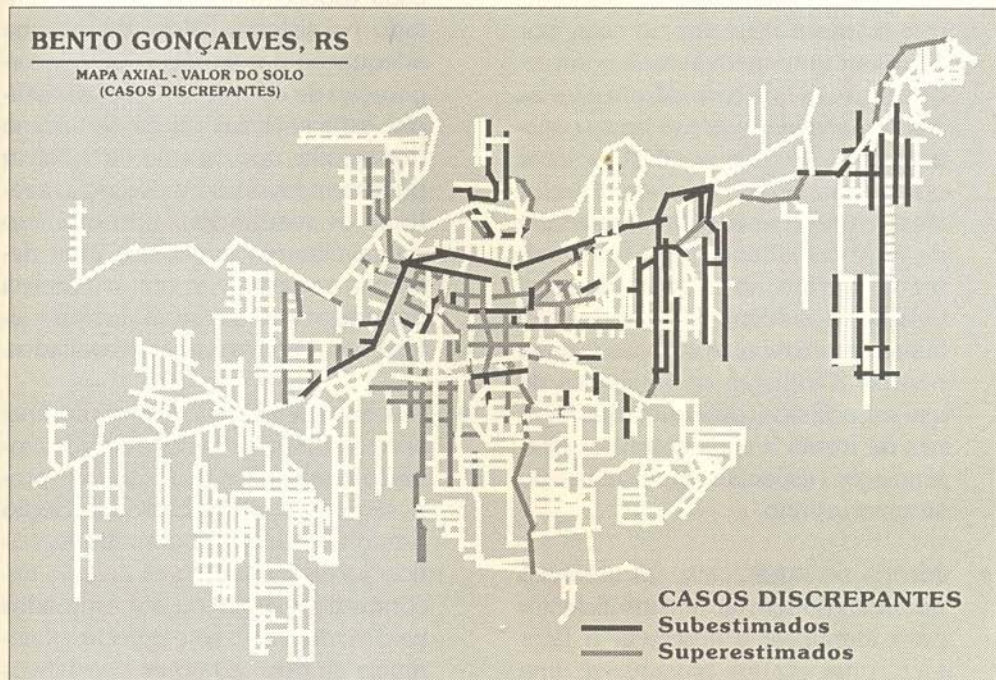 BENTO GONÇALVES, RS
MAPA AXIAL - VALOR DO SOLO
(CASOS DISCREPANTES)
CASOS DISCREPANTES
Subestimados
Superestimados